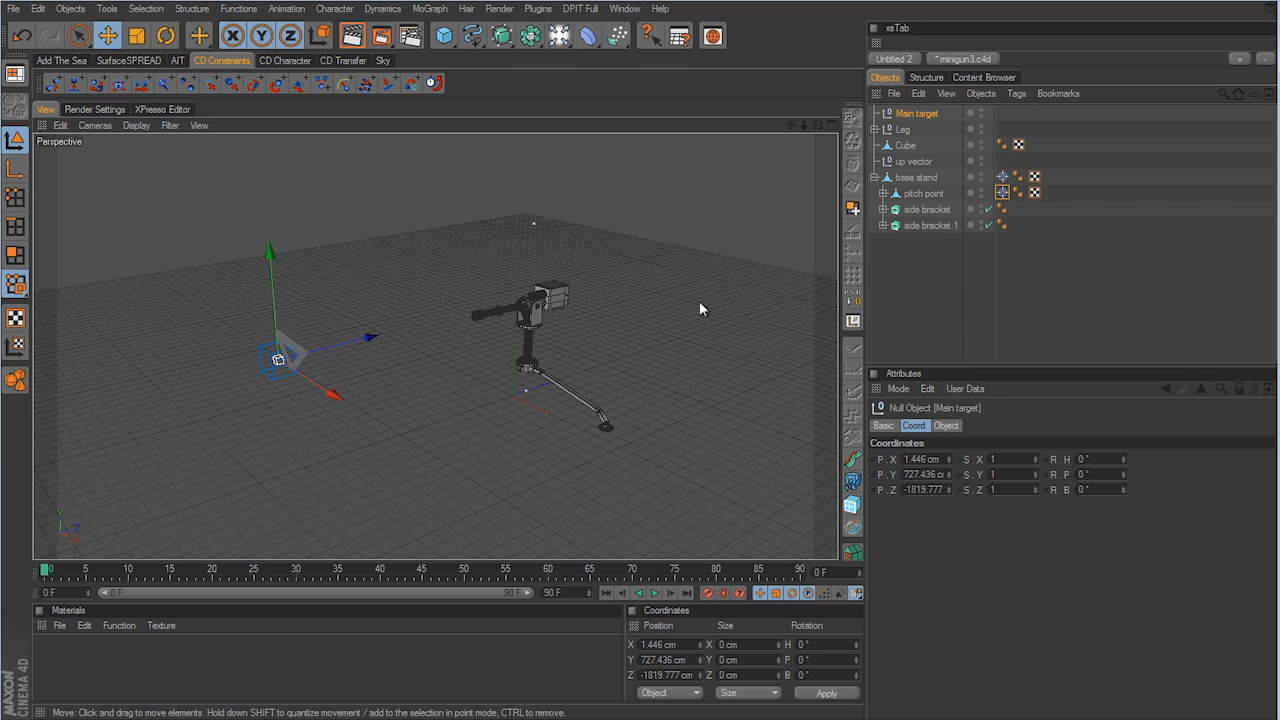 File Edit Objects Tools Selection Structure Functions Animation Character Dynamics MoGraph Hair Render Plugins DPIT Full Window Help
xsTab
Untitled 2 * minigun3.c4d + -
Add The Sea SurfaceSPREAD AIT CD Constraints CD Character CD Transfer Sky
Objects Structure Content Browser
File Edit View Objects Tags Bookmarks
View Render Settings XPresso Editor
Edit Cameras Display Filter View
Perspective
Main target
Leg
Cube
up vector
base stand
pitch point
side bracket
side bracket.1
PSR
0
Attributes
Mode Edit User Data
Null Object [Main target]
Basic Coord. Object
Coordinates
P . X 1.446 cm S . X 1 R . H 0 °
P . Y 727.436 c S . Y 1 R . P 0 °
P . Z -1819.777 S . Z 1 R . B 0 °
Y
Z
X
0 5 10 15 20 25 30 35 40 45 50 55 60 65 70 75 80 85 90 0 F
0 F 0 F 90 F 90 F
Materials
File Edit Function Texture
Coordinates
Position Size Rotation
X 1.446 cm X 0 cm H 0 °
Y 727.436 cm Y 0 cm P 0 °
Z -1819.777 cm Z 0 cm B 0 °
Object Size Apply
MAXON
CINEMA 4D
Move: Click and drag to move elements. Hold down SHIFT to quantize movement / add to the selection in point mode, CTRL to remove.